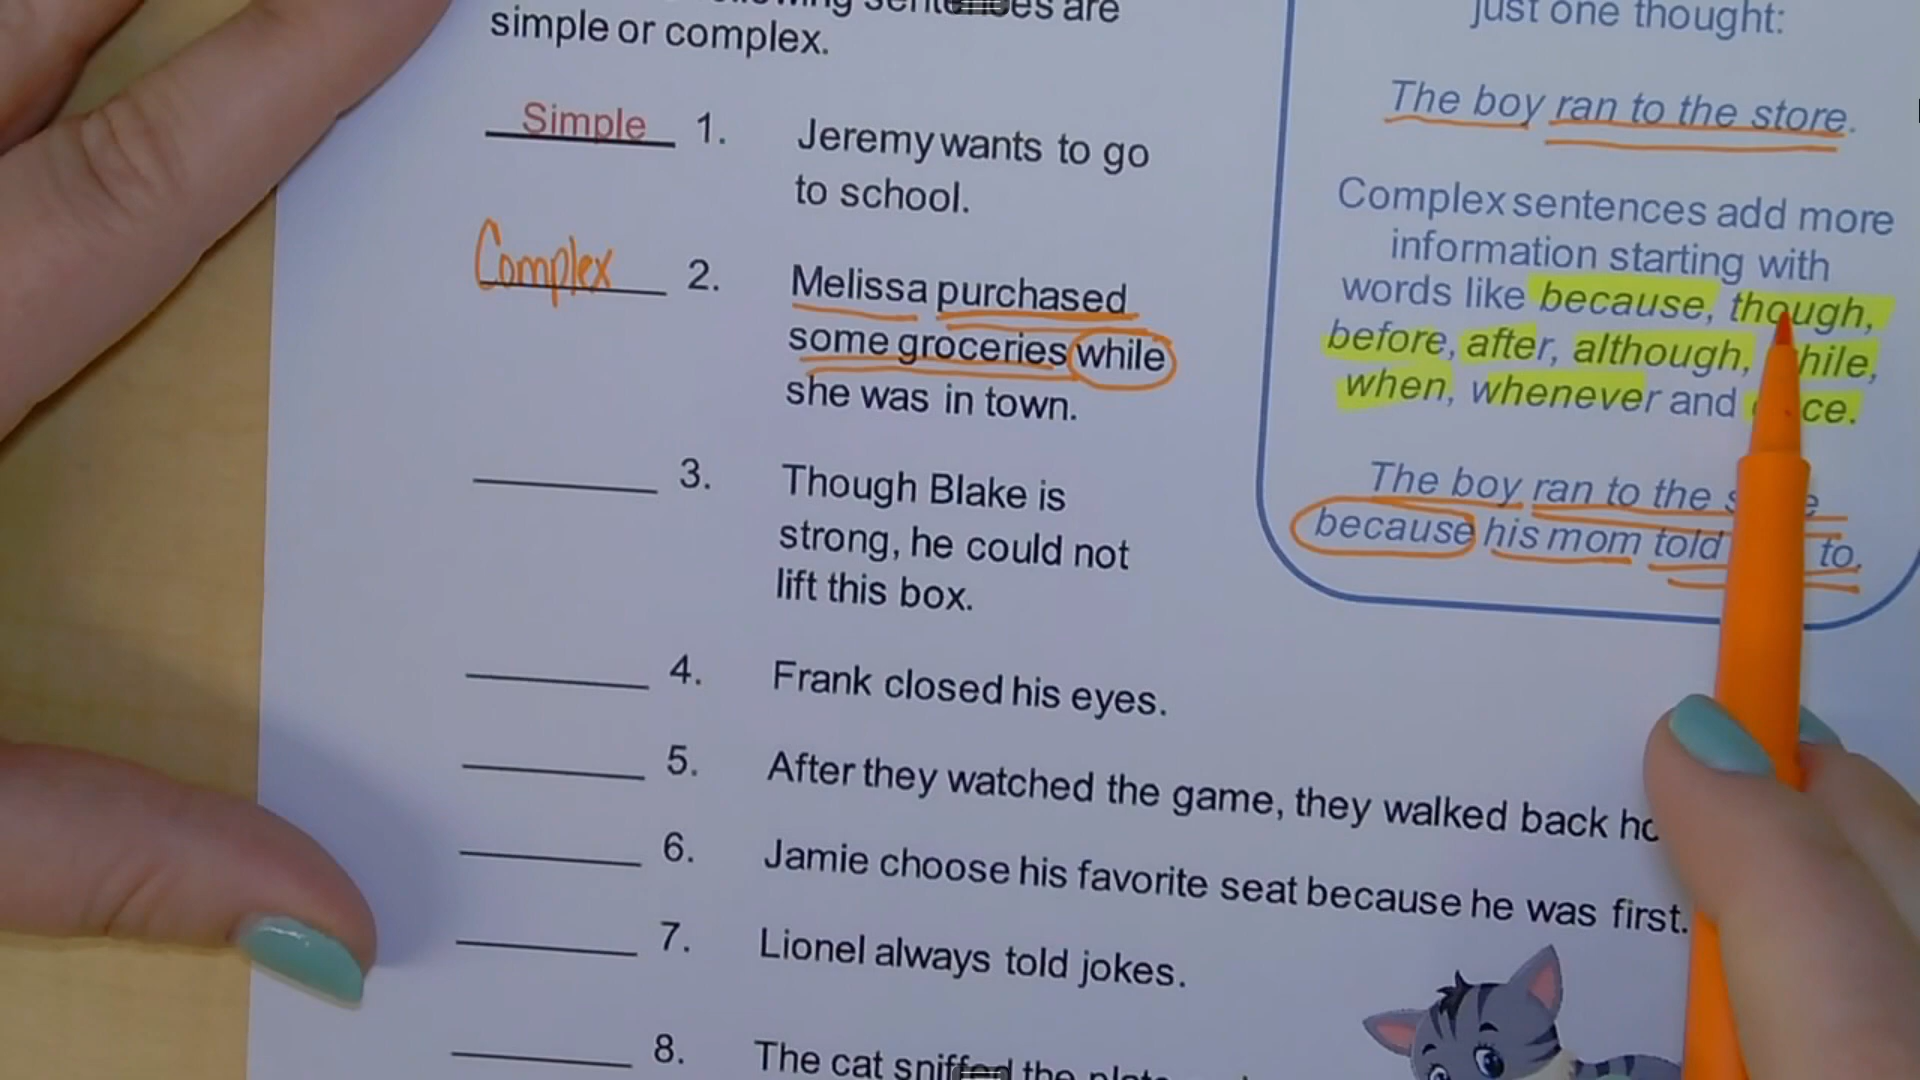 sentences are
simple or complex.
Simple 1. Jeremy wants to go
to school.
Complex 2. Melissa purchased
some groceries while
she was in town.
3. Though Blake is
strong, he could not
lift this box.
4. Frank closed his eyes.
5. After they watched the game, they walked back
6. Jamie choose his favorite seat because he was first.
7. Lionel always told jokes.
8. The cat sniffed the
just one thought:
The boy ran to the store.
Complex sentences add more
information starting with
words like because, though,
before, after, although, while,
when, whenever and
The boy ran to the
because his mom told to.